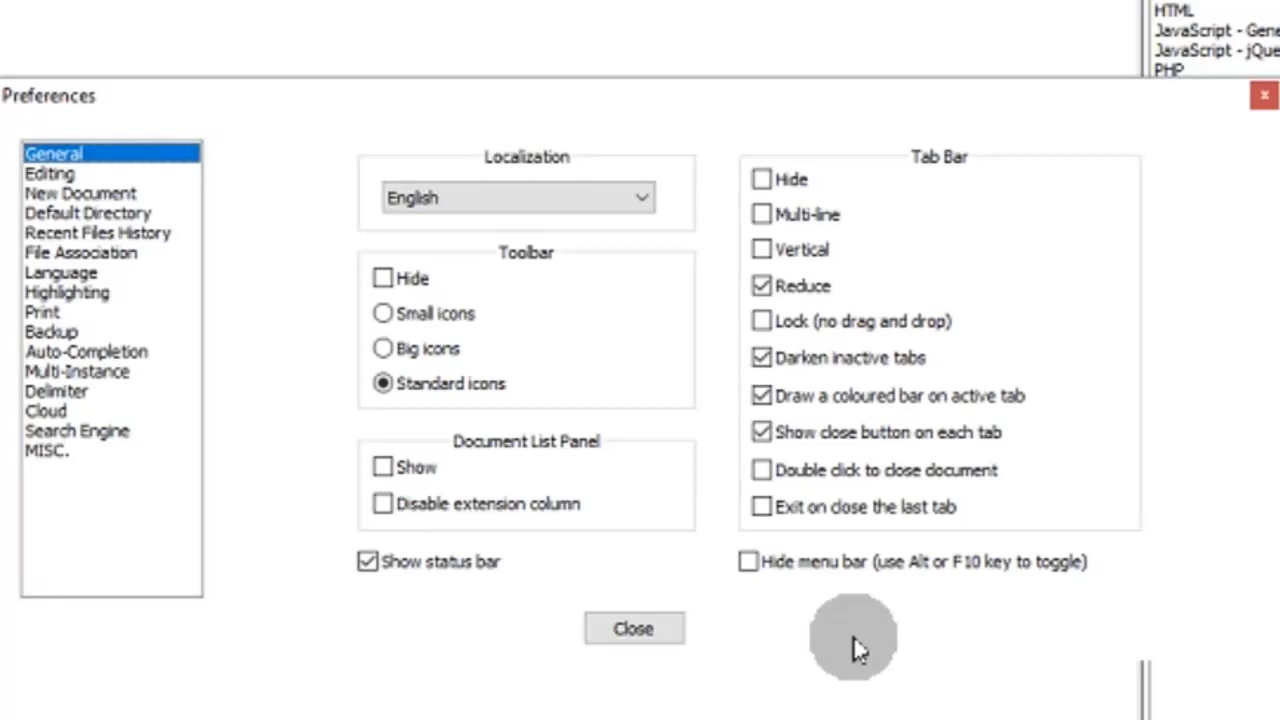 HTML
JavaScript - Gene
JavaScript - jQue
PHP
Preferences
x
General
Editing
New Document
Default Directory
Recent Files History
File Association
Language
Highlighting
Print
Backup
Auto-Completion
Multi-Instance
Delimiter
Cloud
Search Engine
MISC.
Localization
English
Toolbar
Hide
Small icons
Big icons
Standard icons
Document List Panel
Show
Disable extension column
Show status bar
Tab Bar
Hide
Multi-line
Vertical
Reduce
Lock (no drag and drop)
Darken inactive tabs
Draw a coloured bar on active tab
Show close button on each tab
Double click to close document
Exit on close the last tab
Hide menu bar (use Alt or F10 key to toggle)
Close